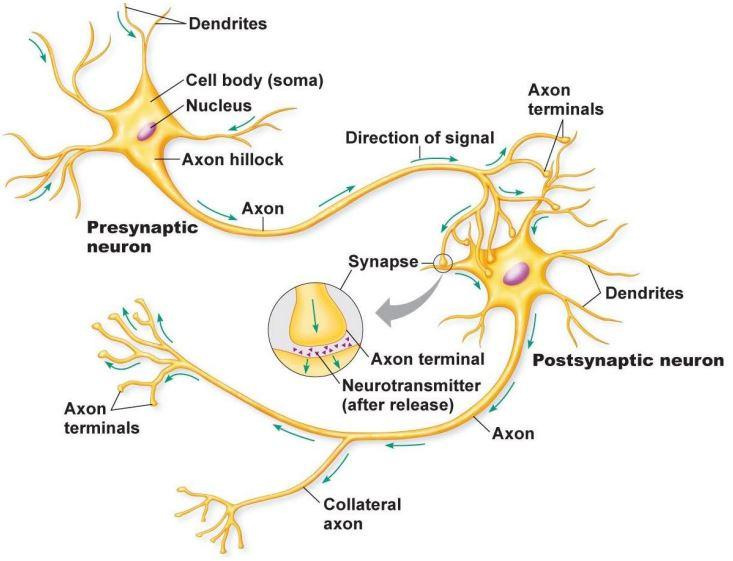 Dendrites
Cell body (soma)
Nucleus
Axon hillock
Presynaptic
neuron
Axon
Direction of signal
Axon
terminals
Synapse
Dendrites
Postsynaptic neuron
Axon terminal
Neurotransmitter
(after release)
Axon
terminals
Axon
Collateral
axon